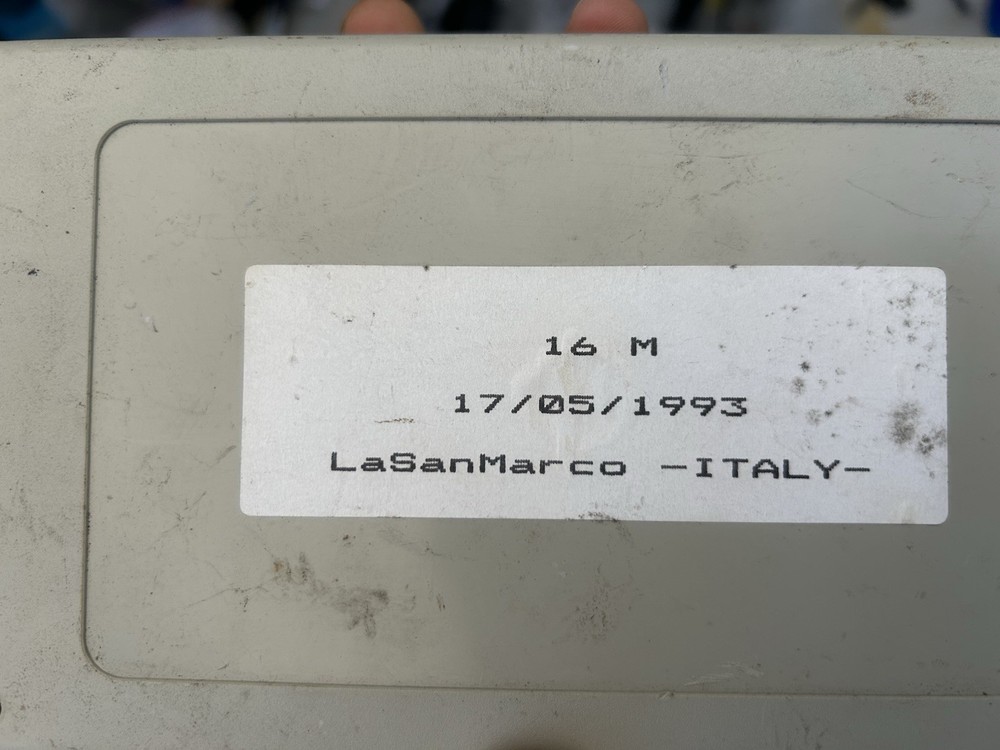 16 M
17/05/1993
LaSanMarco -ITALY-